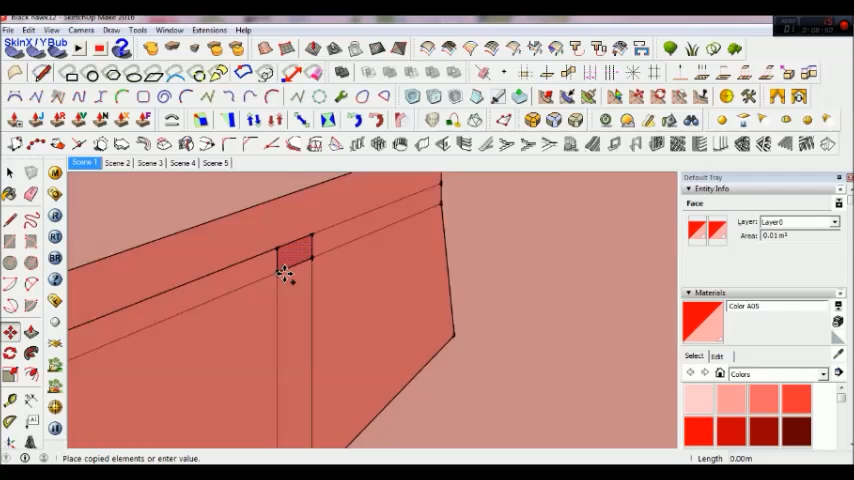 Black hawk12 - SketchUp Make 2016
File Edit View Camera Draw Tools Window Extensions Help
SkinX / YBub
Scene 1 Scene 2 Scene 3 Scene 4 Scene 5
Default Tray
Entity Info
Face
Layer: Layer0
Area: 0.01 m²
Materials
Color A05
Select Edit
Colors
RT
BR
Place copied elements or enter value.
Length 0.00m